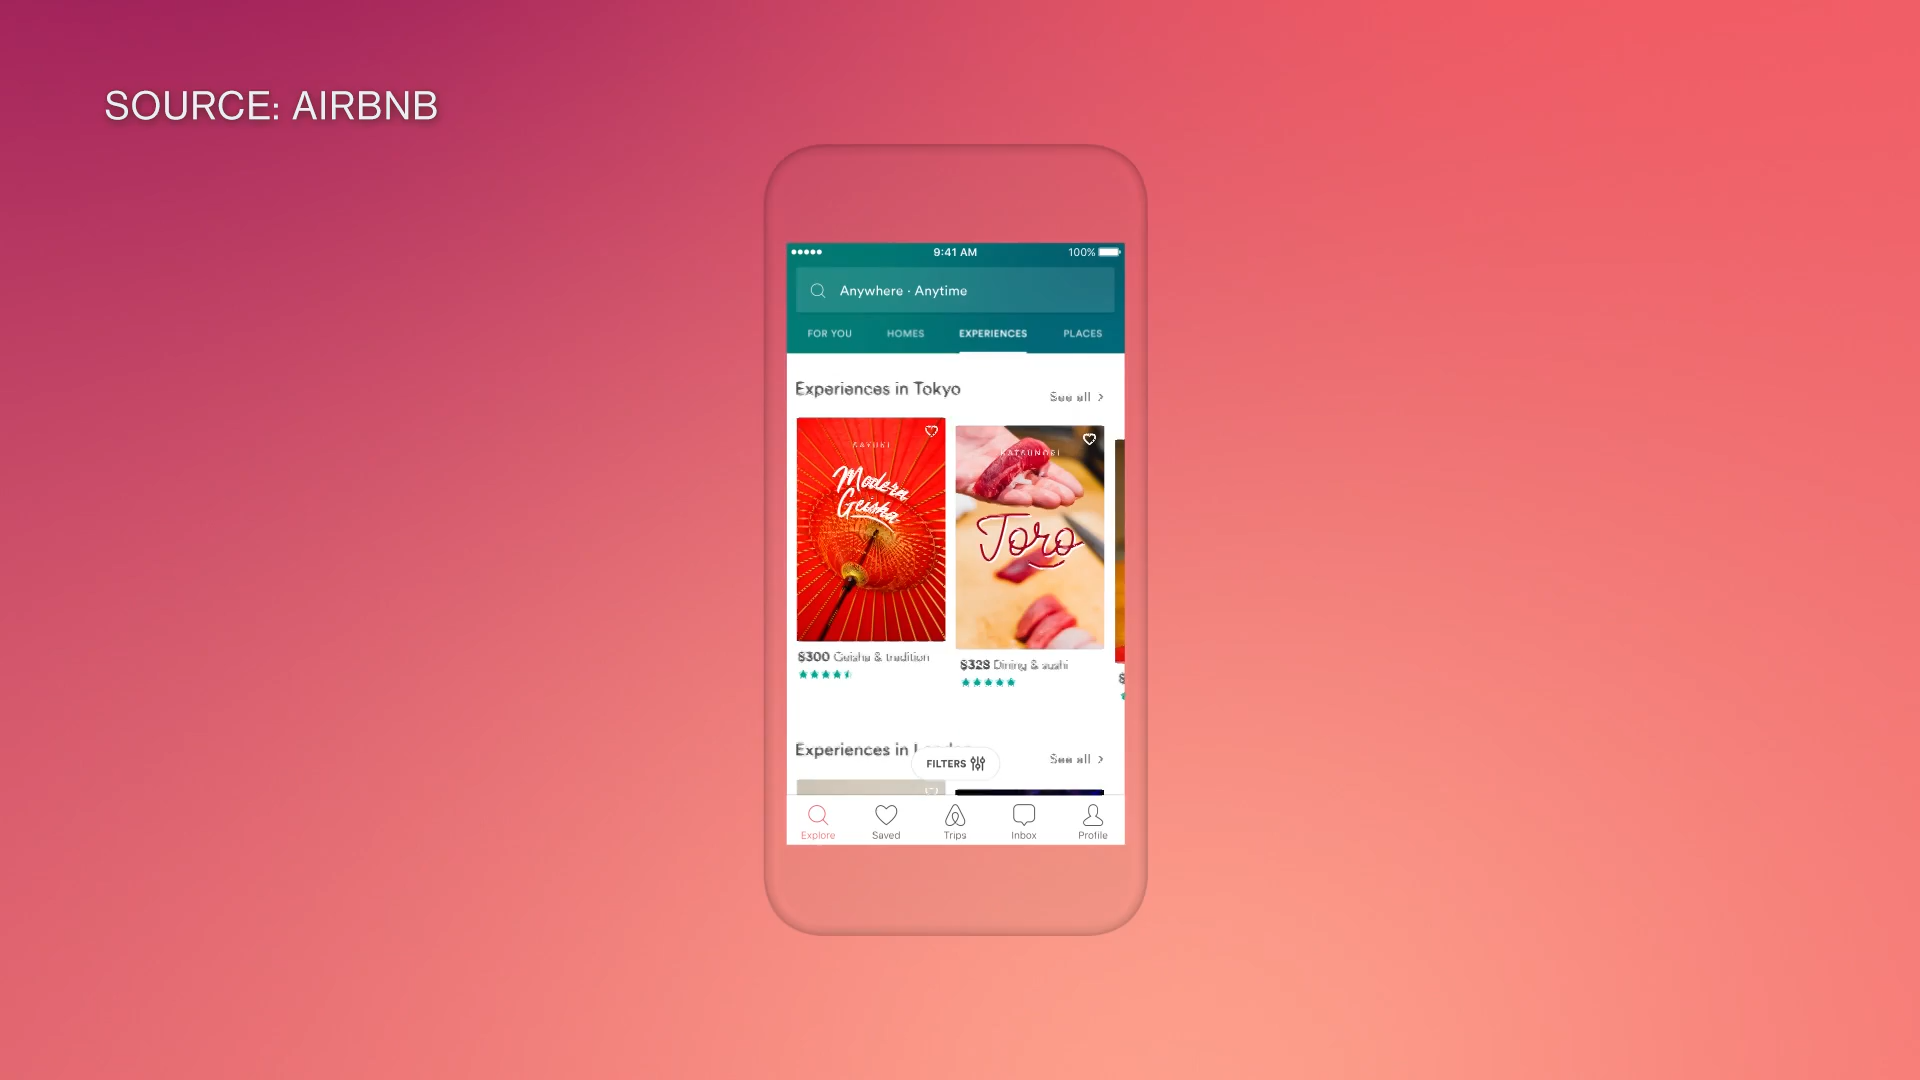 SOURCE: AIRBNB
9:41 AM
100%
Anywhere · Anytime
FOR YOU
HOMES
EXPERIENCES
PLACES
Experiences in Tokyo
See all >
Modern
Geisha
KATSUNORI
Toro
$300 Geisha & tradition
$328 Dining & sushi
Experiences in
See all >
FILTERS
Explore
Saved
Trips
Inbox
Profile